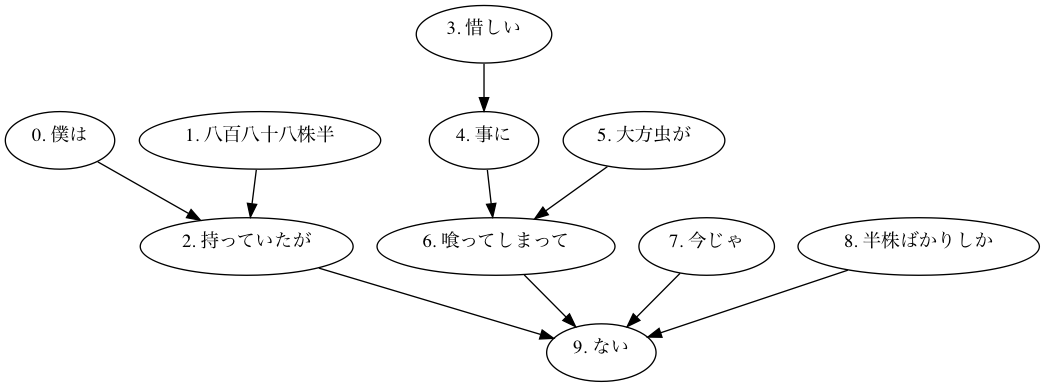 3. 惜しい
0. 僕は
1. 八百八十八株半
4. 事に
5. 大方虫が
2. 持っていたが
6. 喰ってしまって
7. 今じゃ
8. 半株ばかりしか
9. ない